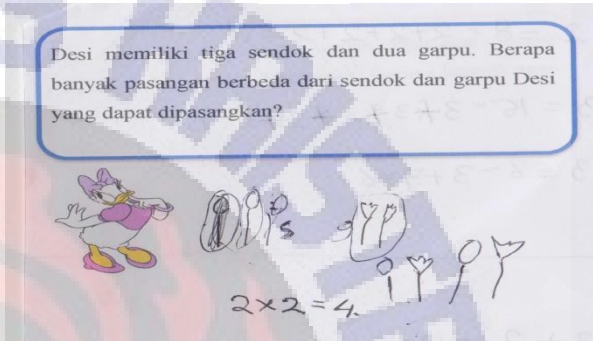 Desi memiliki tiga sendok dan dua garpu. Berapa
banyak pasangan berbeda dari sendok dan garpu Desi
yang dapat dipasangkan?
2×2=4.